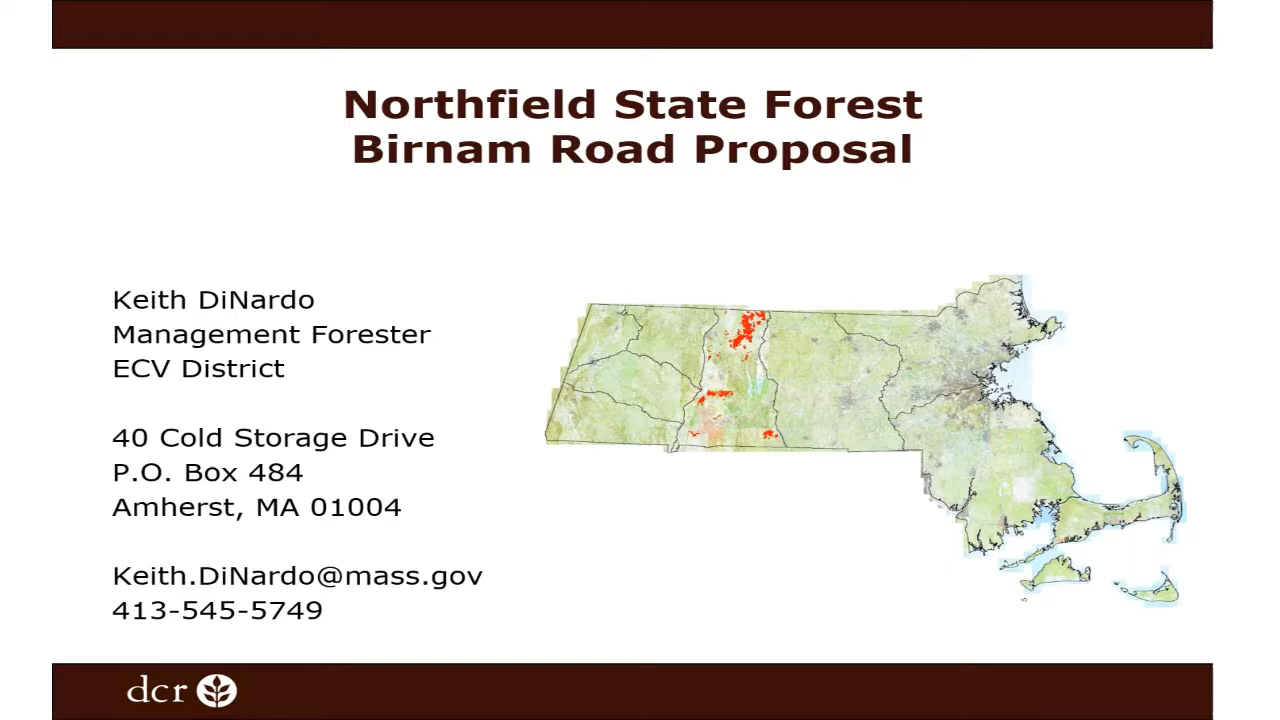 Northfield State Forest
Birnam Road Proposal
Keith DiNardo
Management Forester
ECV District
40 Cold Storage Drive
P.O. Box 484
Amherst, MA 01004
Keith.DiNardo@mass.gov
413-545-5749
dcr